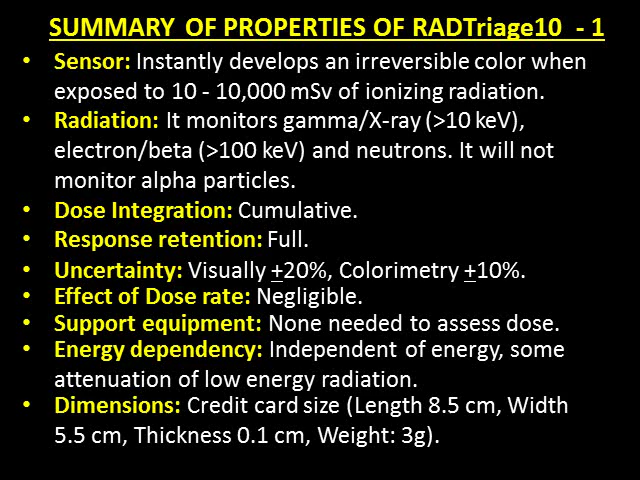 SUMMARY OF PROPERTIES OF RADTriage10 - 1
• Sensor: Instantly develops an irreversible color when
exposed to 10 - 10,000 mSv of ionizing radiation.
• Radiation: It monitors gamma/X-ray (>10 keV),
electron/beta (>100 keV) and neutrons. It will not
monitor alpha particles.
• Dose Integration: Cumulative.
• Response retention: Full.
• Uncertainty: Visually +20%, Colorimetry +10%.
• Effect of Dose rate: Negligible.
• Support equipment: None needed to assess dose.
• Energy dependency: Independent of energy, some
attenuation of low energy radiation.
• Dimensions: Credit card size (Length 8.5 cm, Width
5.5 cm, Thickness 0.1 cm, Weight: 3g).